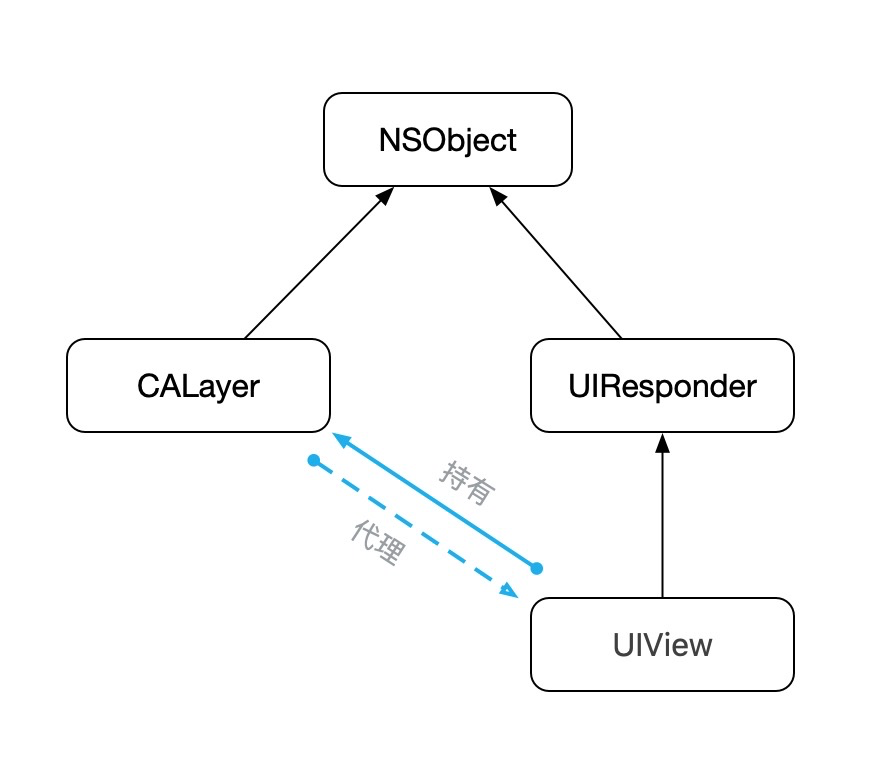 NSObject
CALayer
UIResponder
持有
代理
UIView